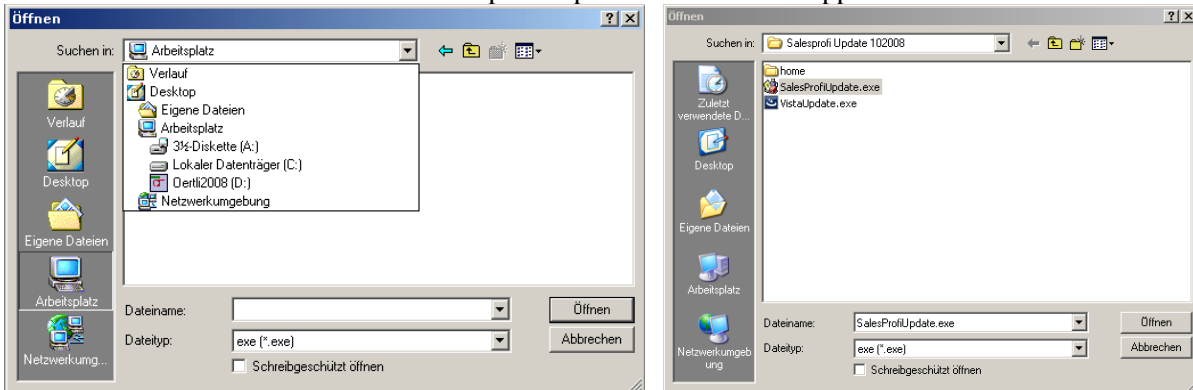 Öffnen
Suchen in:
Arbeitsplatz
Verlauf
Desktop
Eigene Dateien
Arbeitsplatz
3½-Diskette (A:)
Lokaler Datenträger (C:)
Oertli2008 (D:)
Netzwerkumgebung
Verlauf
Desktop
Eigene Dateien
Arbeitsplatz
Netzwerkumg...
Dateiname:
Öffnen
Dateityp:
exe (*.exe)
Abbrechen
Schreibgeschützt öffnen
Öffnen
Suchen in:
Salesprofi Update 102008
home
SalesProfiUpdate.exe
VistaUpdate.exe
Zuletzt
verwendete D...
Desktop
Eigene Dateien
Arbeitsplatz
Netzwerkumgeb
ung
Dateiname:
SalesProfiUpdate.exe
Öffnen
Dateityp:
exe (*.exe)
Abbrechen
Schreibgeschützt öffnen